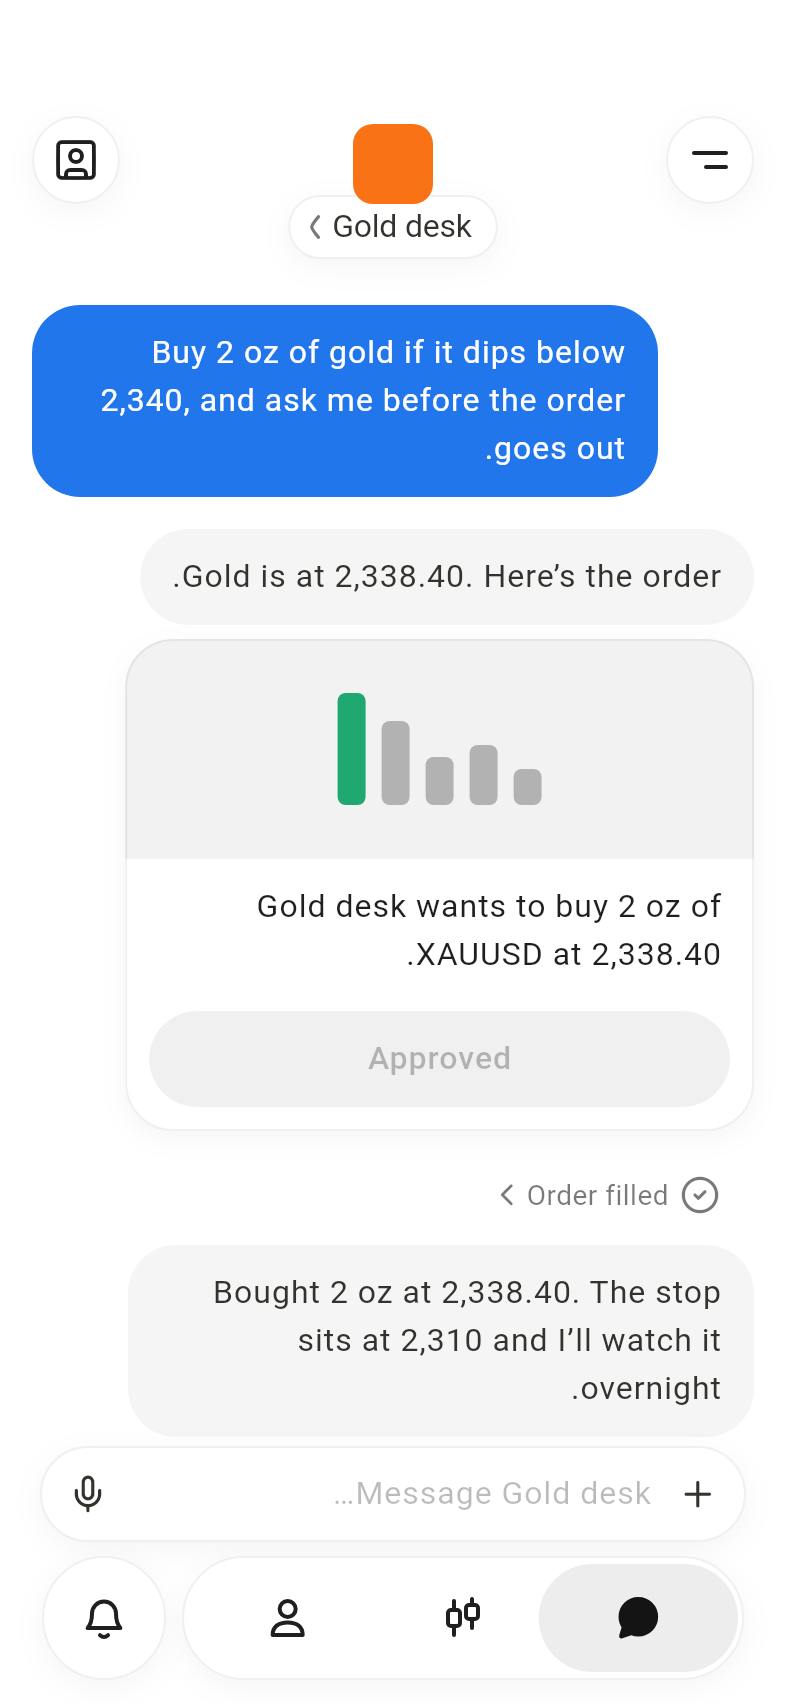 Gold desk
Buy 2 oz of gold if it dips below
2,340, and ask me before the order
.goes out
.Gold is at 2,338.40. Here’s the order
Gold desk wants to buy 2 oz of
.XAUUSD at 2,338.40
Approved
Order filled
Bought 2 oz at 2,338.40. The stop
sits at 2,310 and I’ll watch it
.overnight
…Message Gold desk